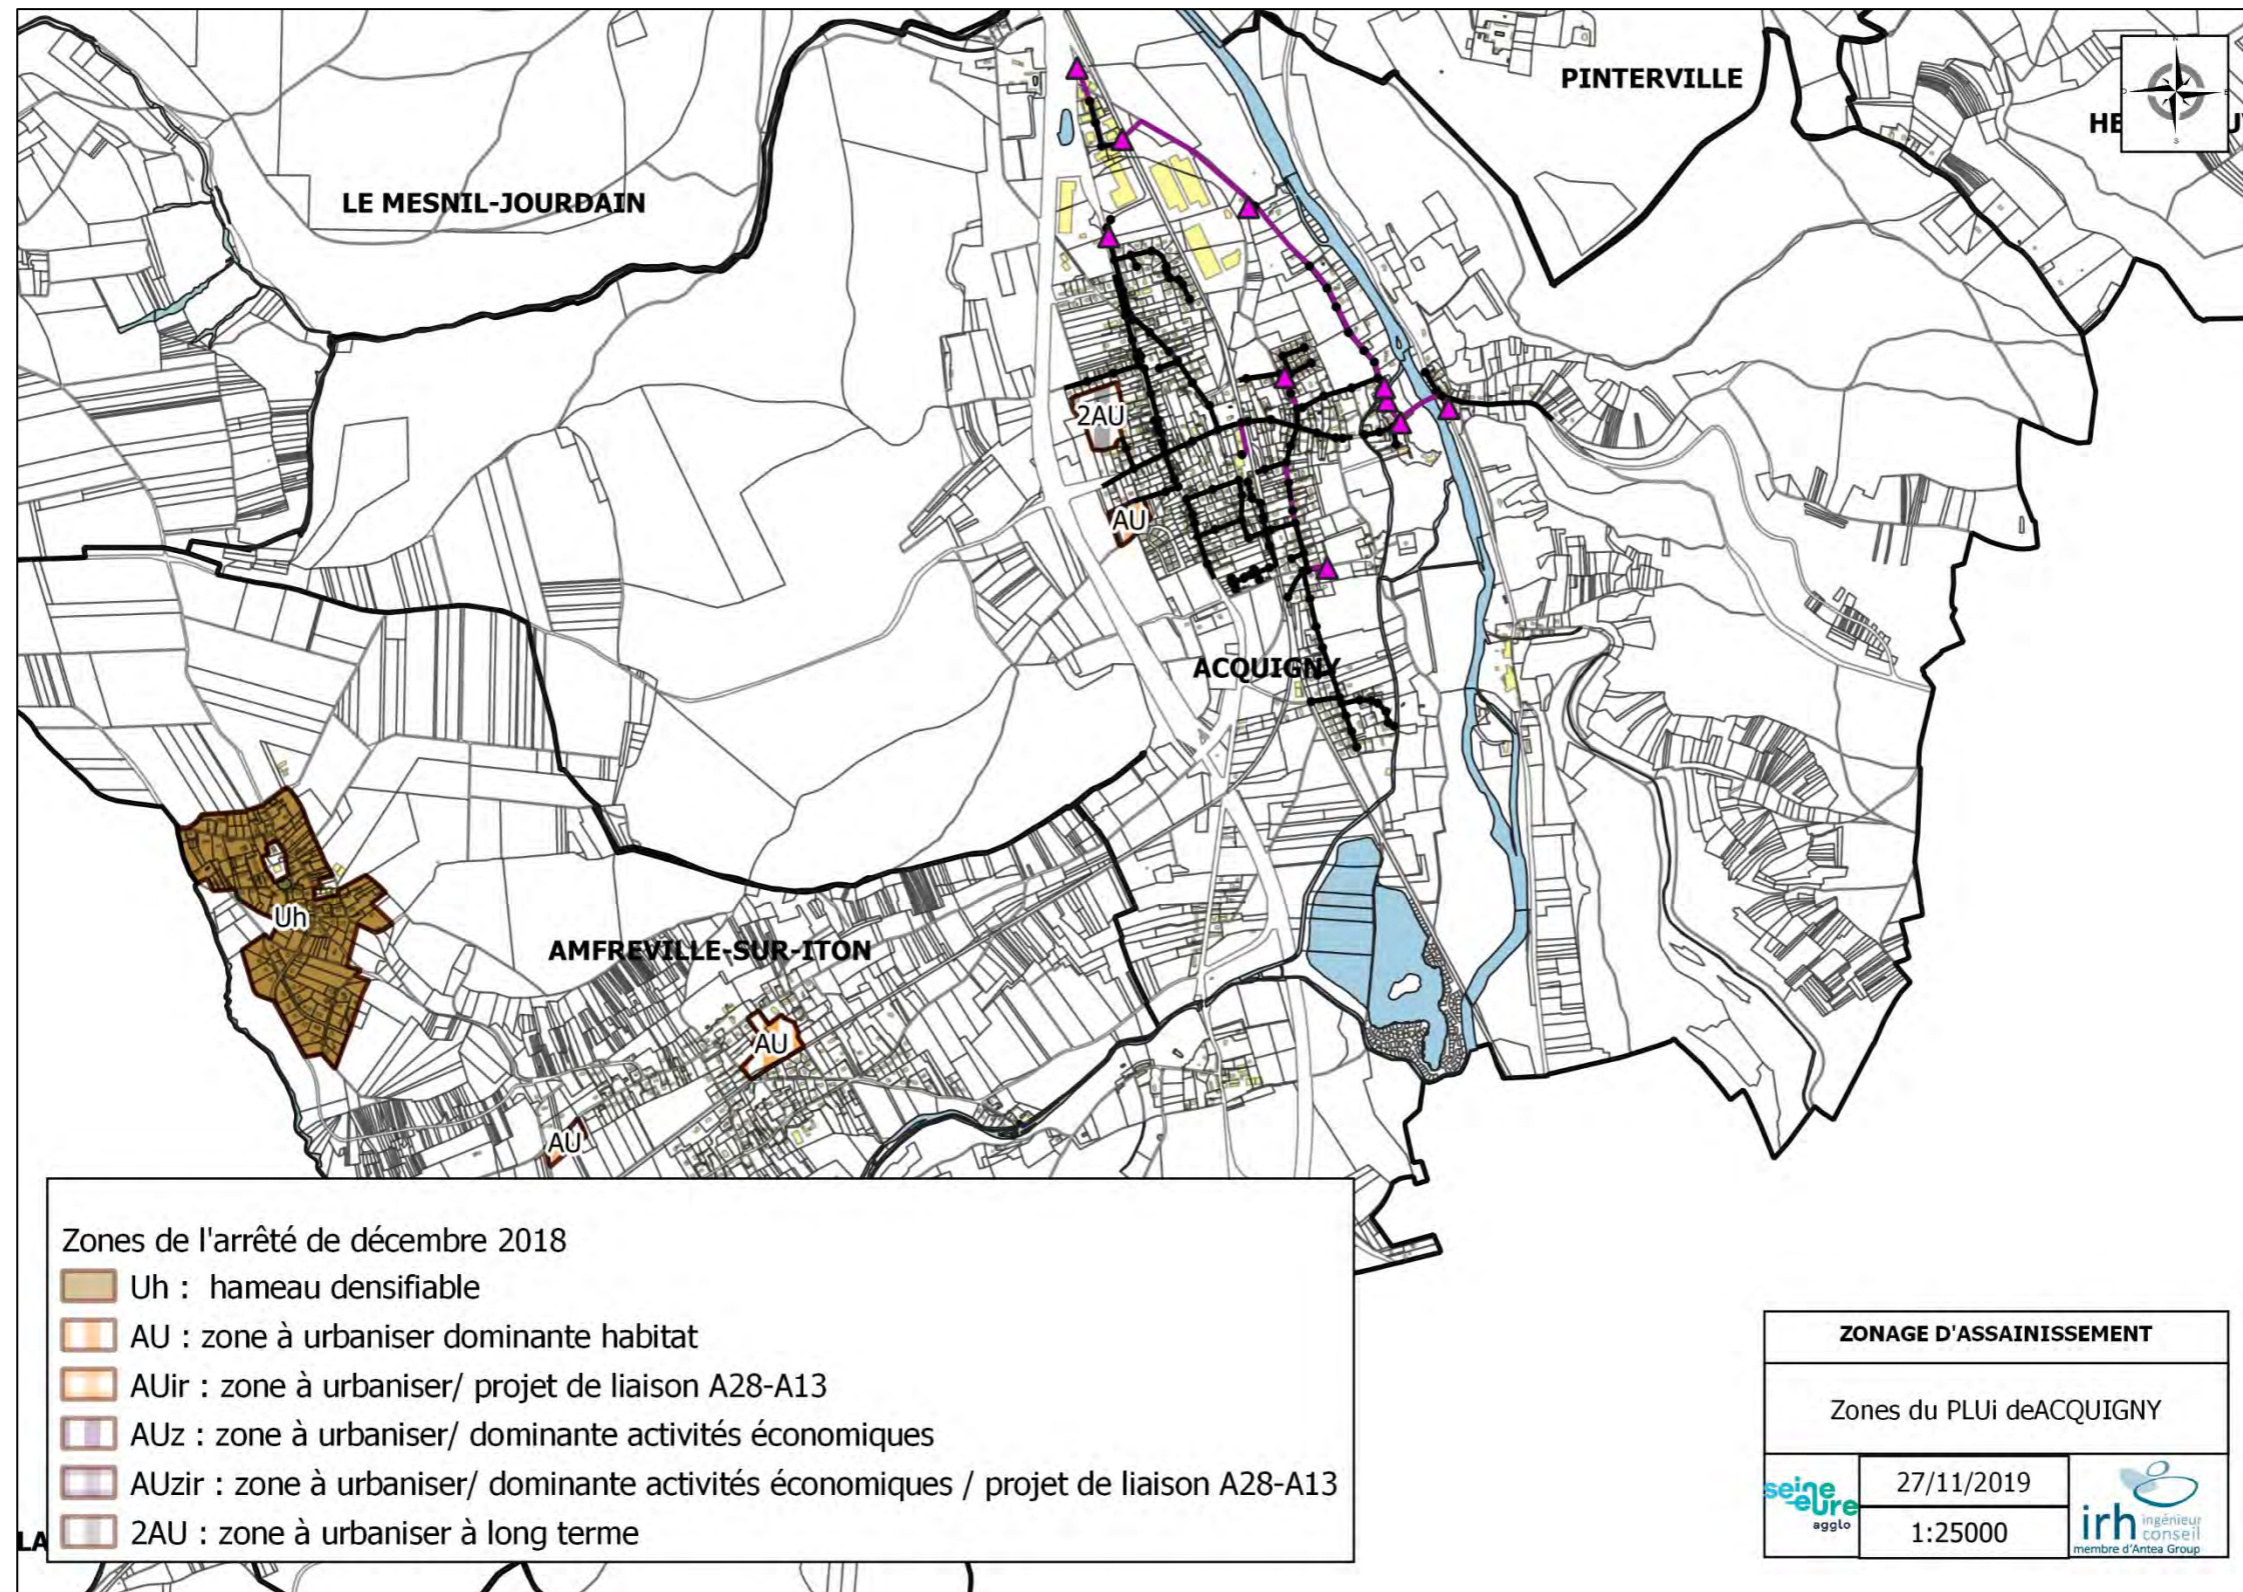 PINTERVILLE
HE
LE MESNIL-JOURDAIN
2AU
AU
ACQUIGNY
Uh
AMFREVILLE-SUR-ITON
AU
AU
Zones de l'arrêté de décembre 2018
Uh : hameau densifiable
AU : zone à urbaniser dominante habitat
AUir : zone à urbaniser/ projet de liaison A28-A13
AUz : zone à urbaniser/ dominante activités économiques
AUzir : zone à urbaniser/ dominante activités économiques / projet de liaison A28-A13
2AU : zone à urbaniser à long terme
LA
ZONAGE D'ASSAINISSEMENT
Zones du PLUi deACQUIGNY
seine
eure
agglo
27/11/2019
1:25000
irh ingénieur
conseil
membre d'Antea Group